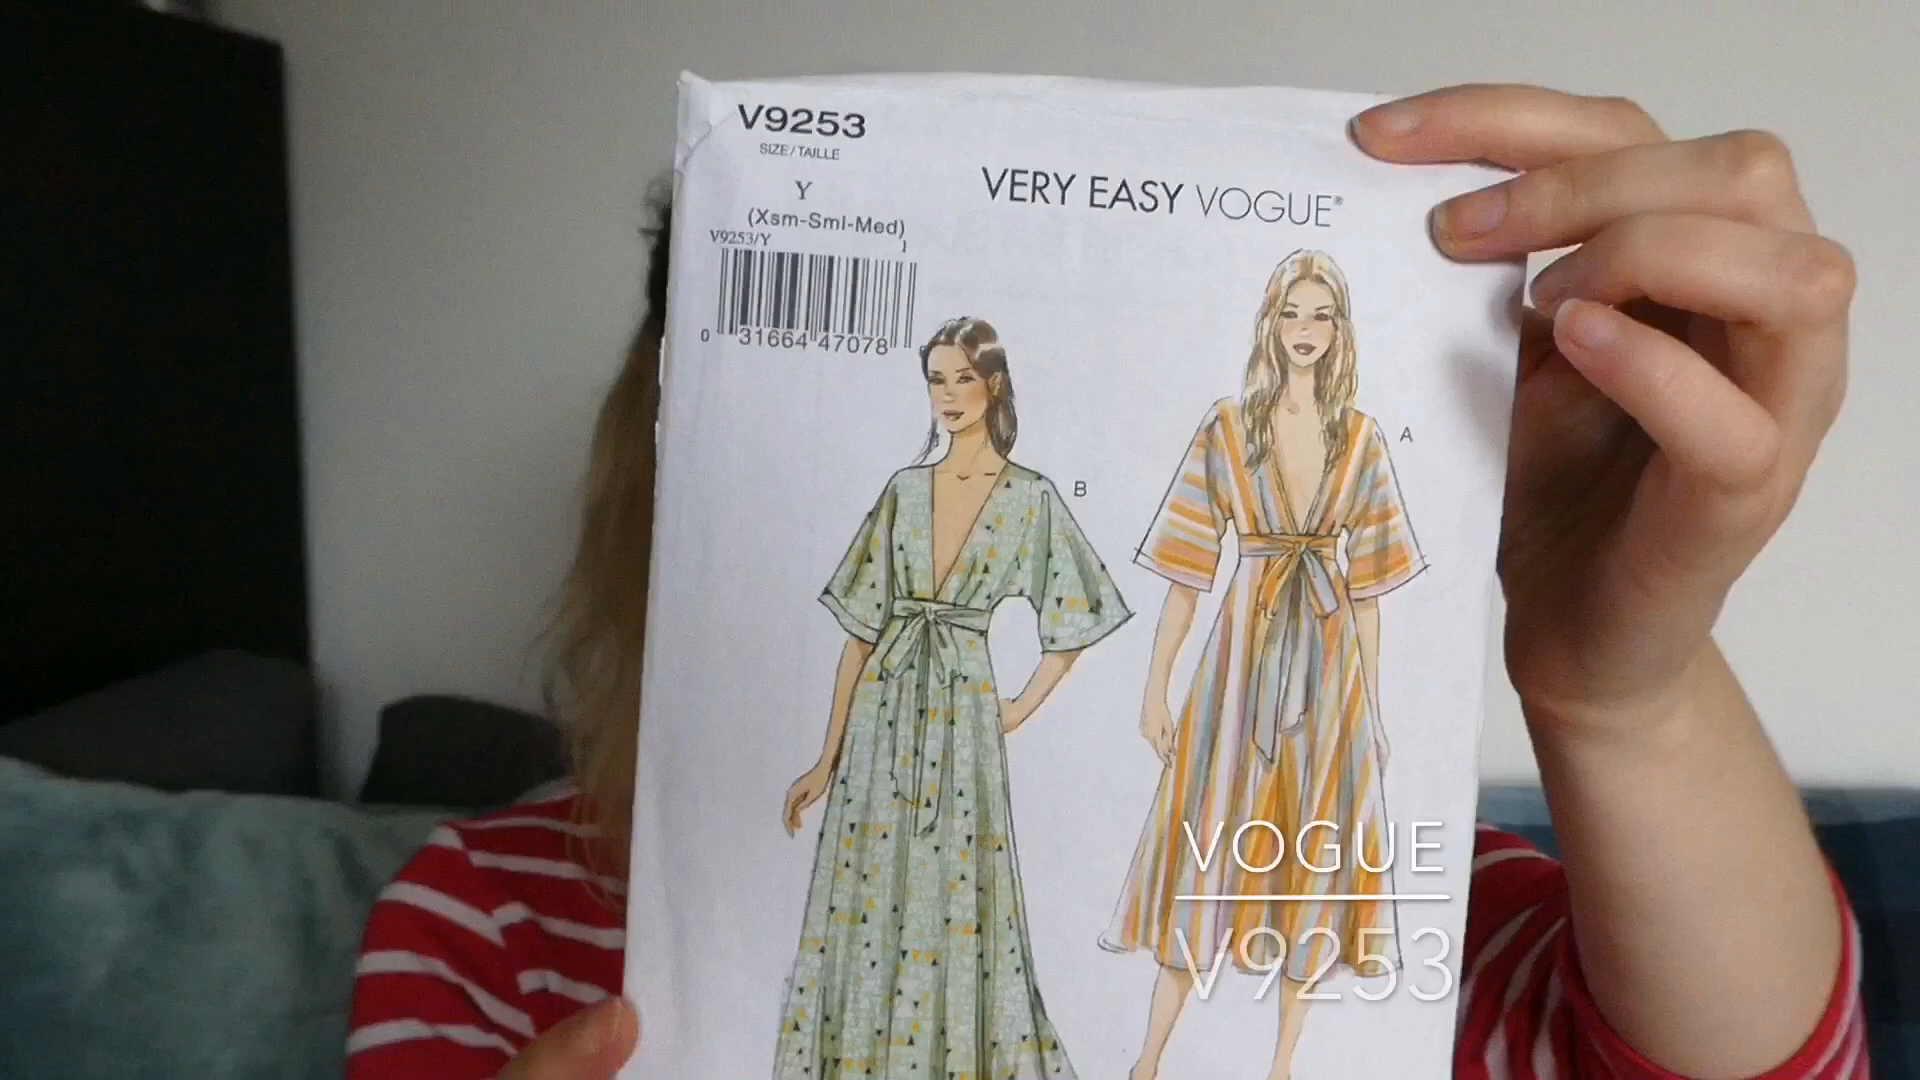 V9253
SIZE/TAILLE
Y
(Xsm-Sml-Med)
V9253/Y 1
0 31664 47078
VERY EASY VOGUE®
A
B
VOGUE
V9253